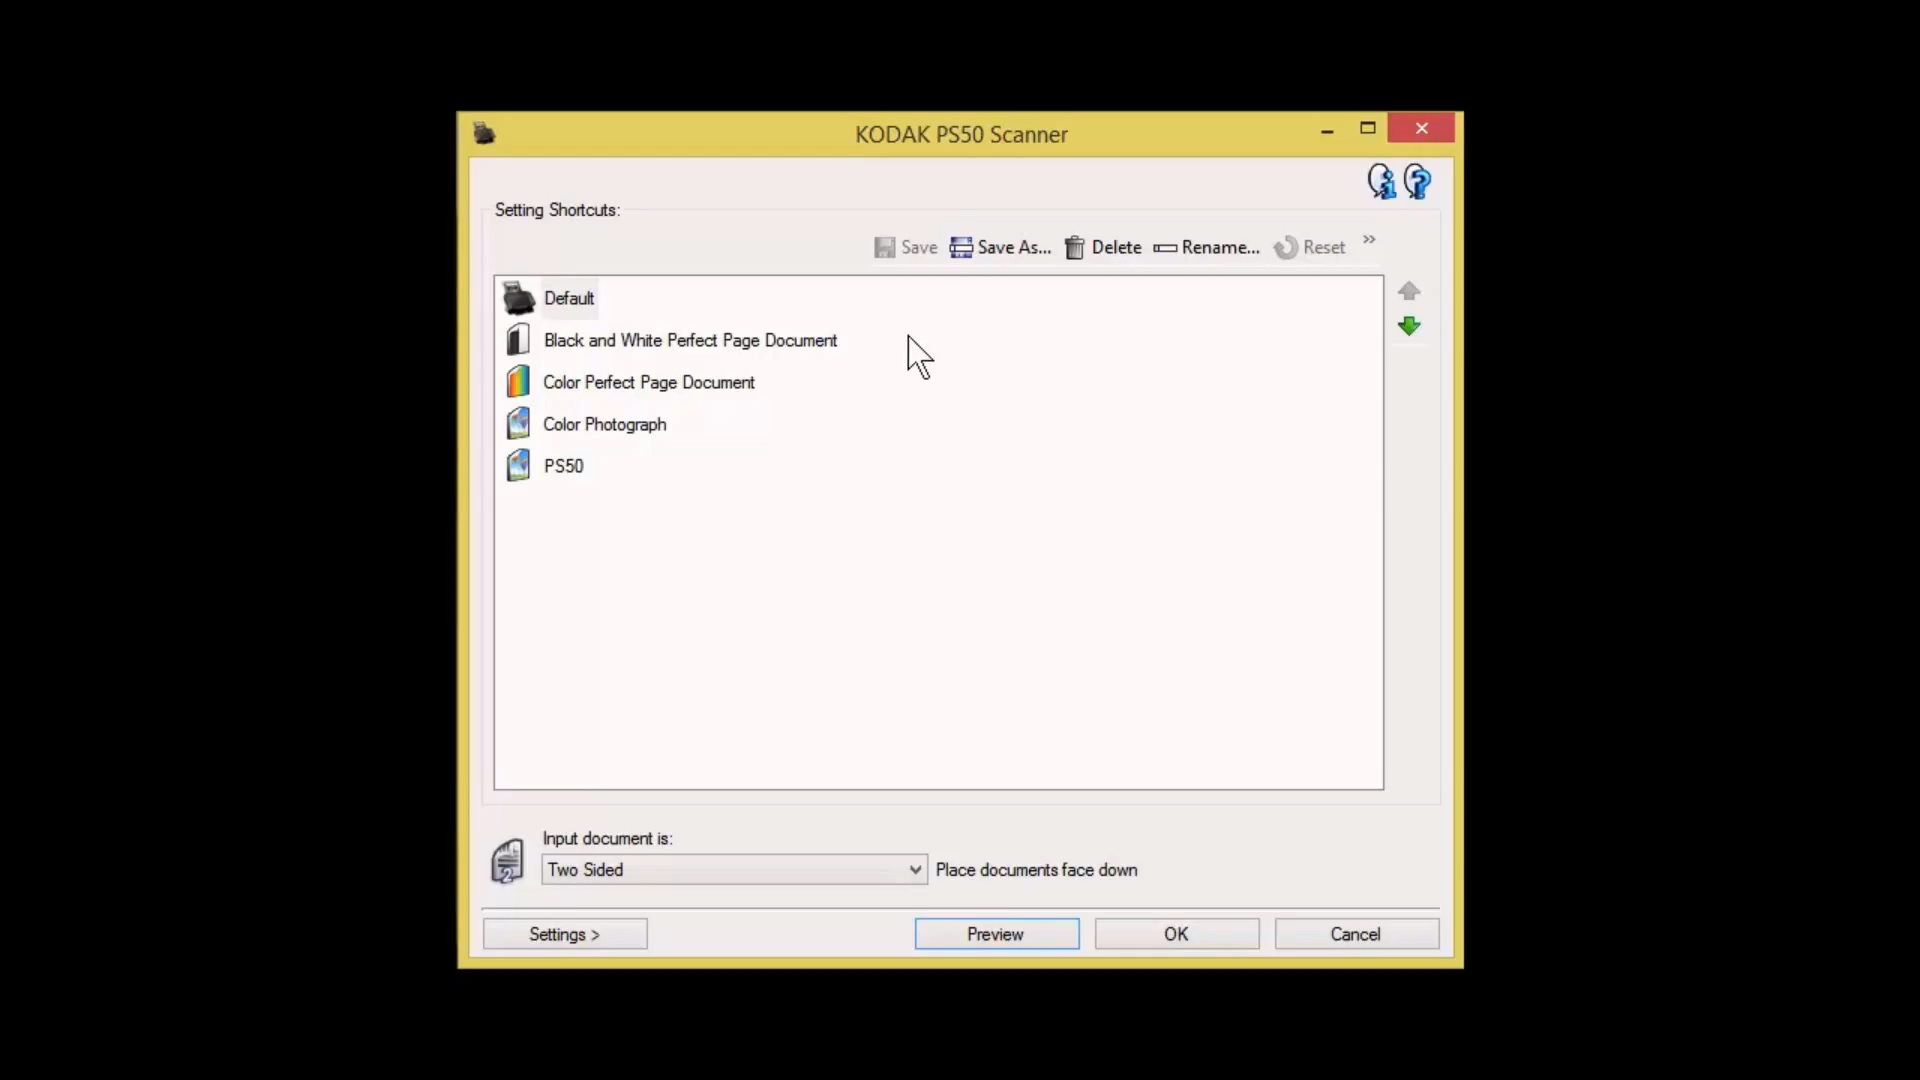 KODAK PS50 Scanner
Setting Shortcuts:
Save Save As... Delete Rename... Reset »
Default
Black and White Perfect Page Document
Color Perfect Page Document
Color Photograph
PS50
Input document is:
Two Sided Place documents face down
Settings > Preview OK Cancel